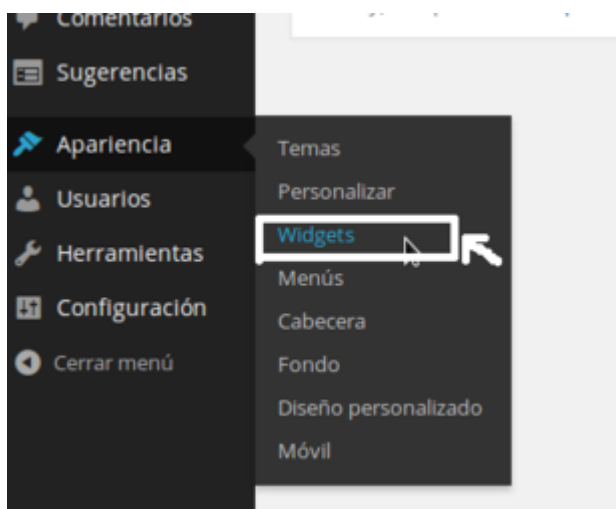 Comentarios
Sugerencias
Apariencia
Usuarios
Herramientas
Configuración
Cerrar menú
Temas
Personalizar
Widgets
Menús
Cabecera
Fondo
Diseño personalizado
Móvil